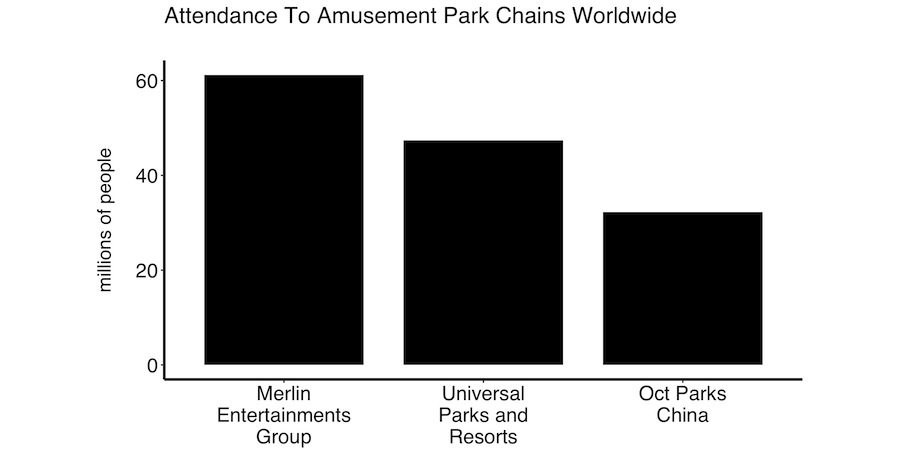 Attendance To Amusement Park Chains Worldwide
millions of people
60
40
20
0
Merlin
Entertainments
Group
Universal
Parks and
Resorts
Oct Parks
China